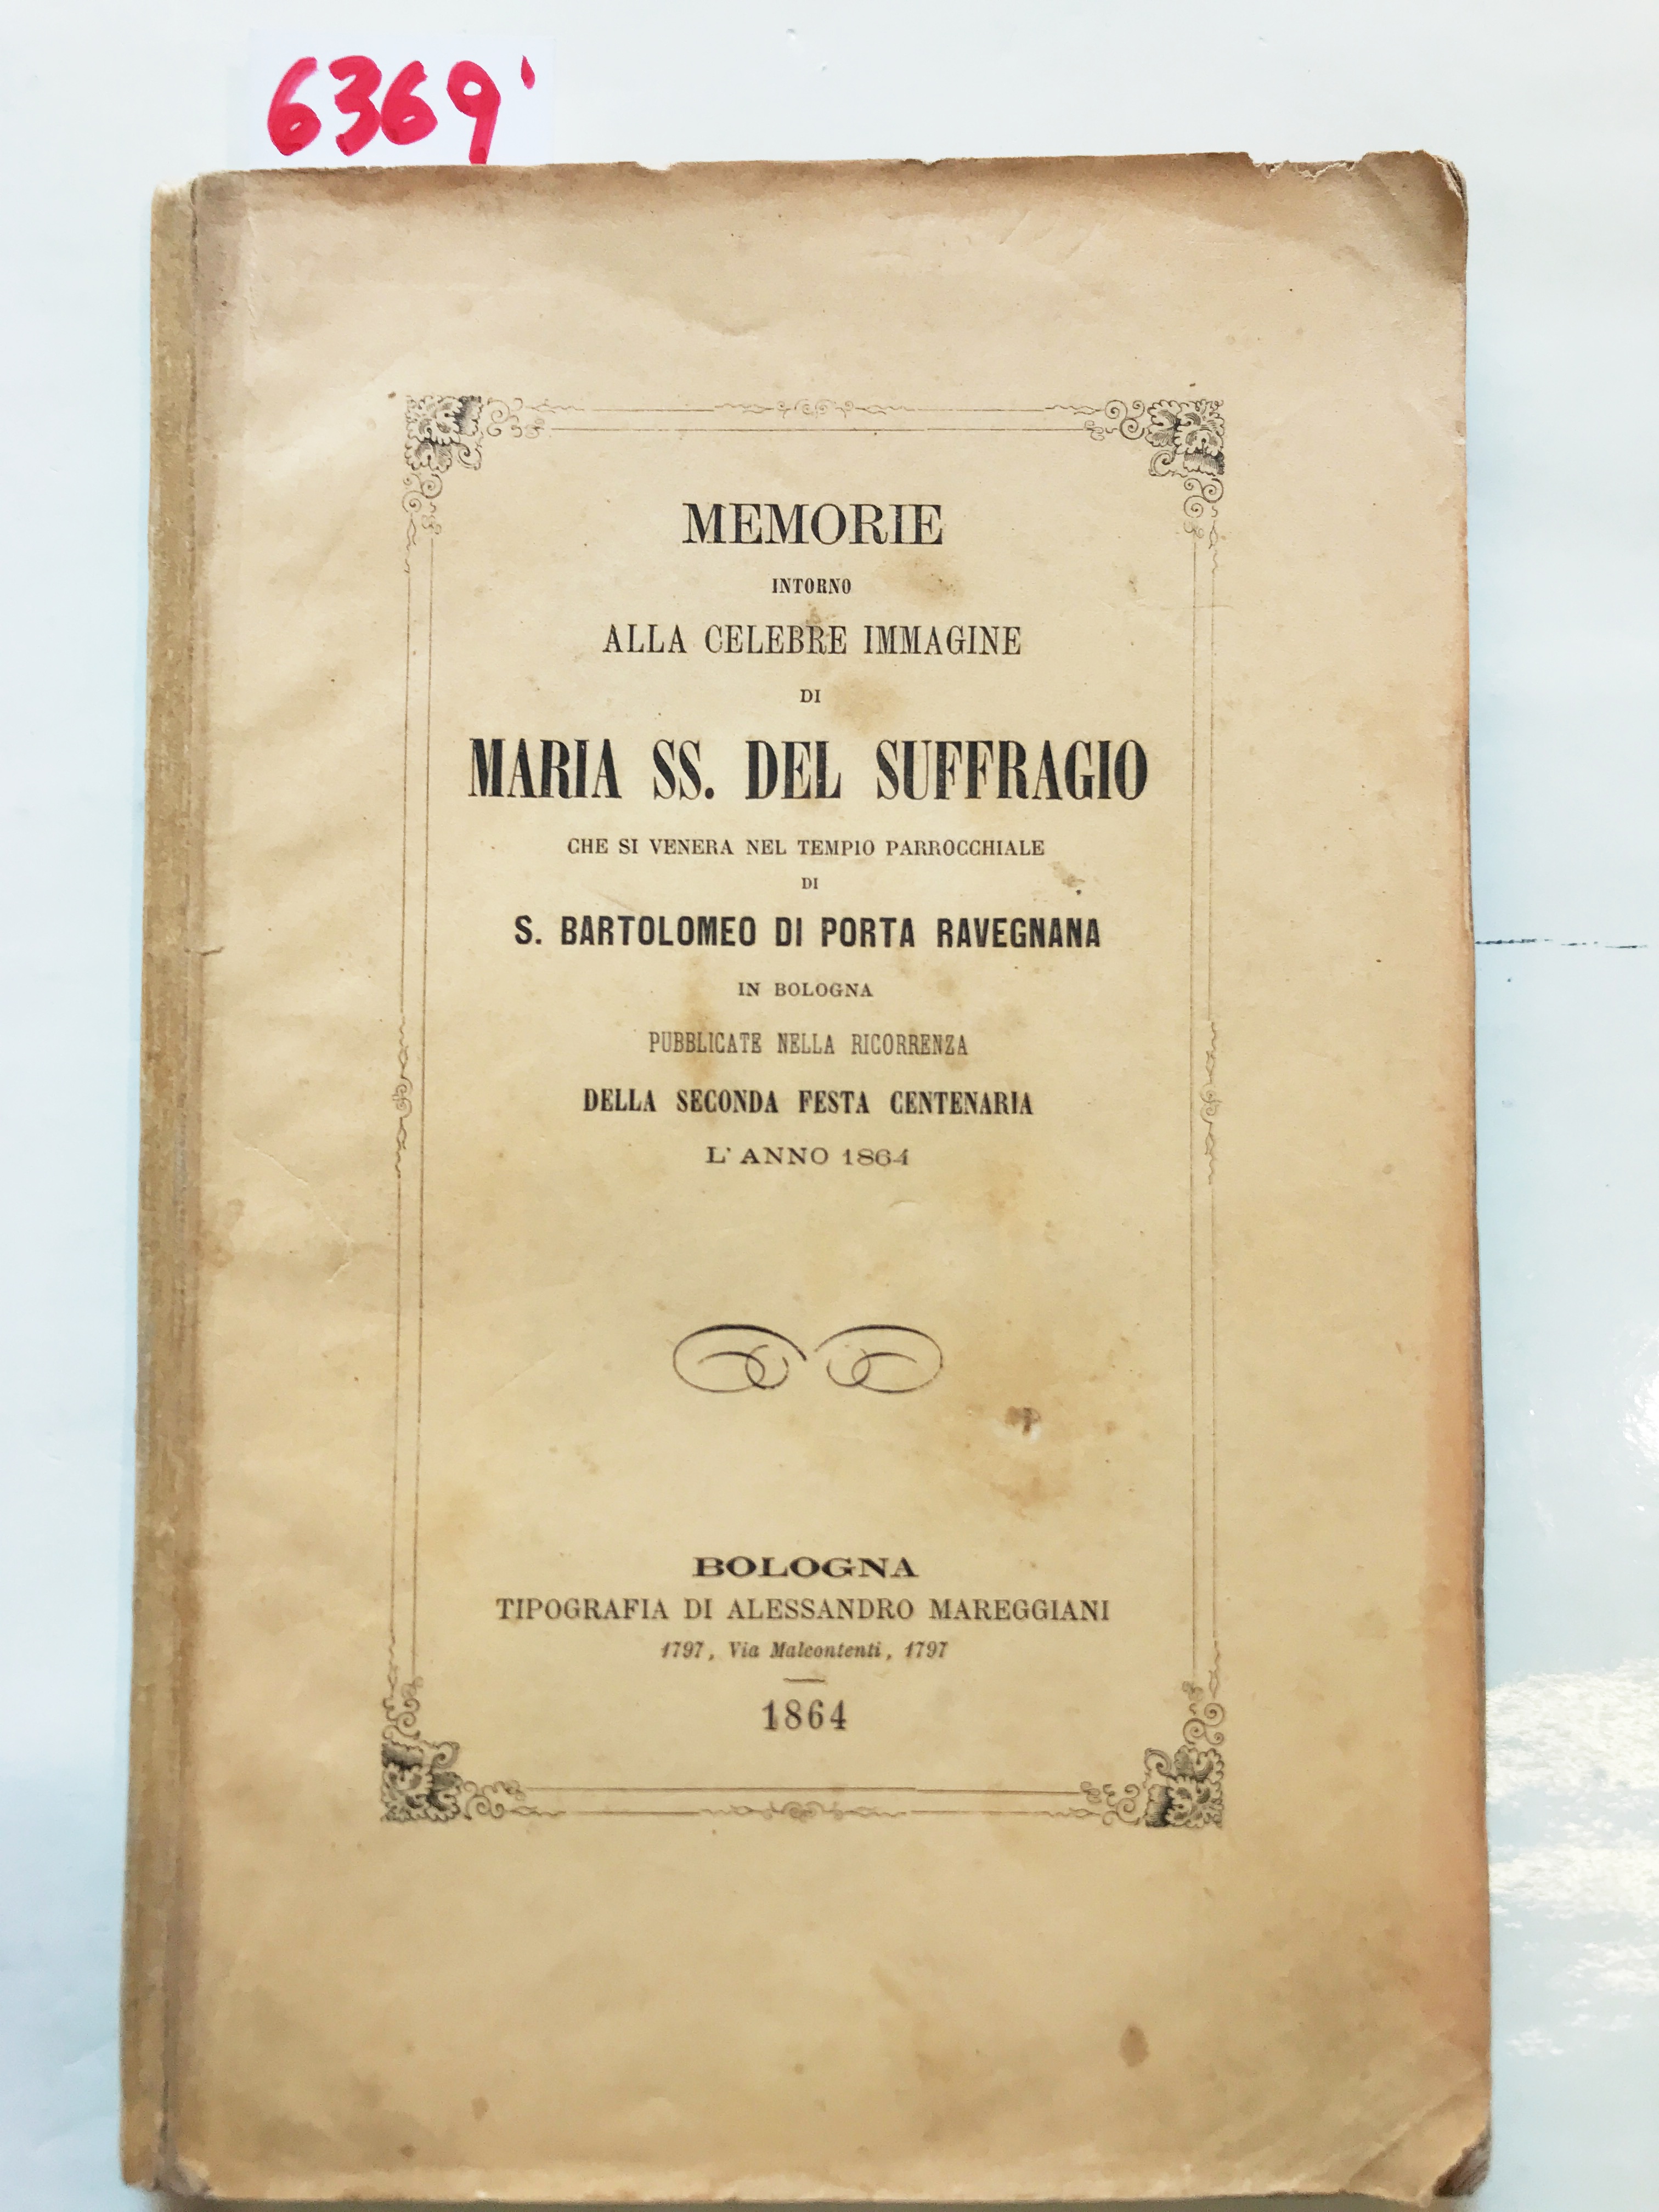 6369'
MEMORIE
INTORNO
ALLA CELEBRE IMMAGINE
DI
MARIA SS. DEL SUFFRAGIO
CHE SI VENERA NEL TEMPIO PARROCCHIALE
DI
S. BARTOLOMEO DI PORTA RAVEGNANA
IN BOLOGNA
PUBBLICATE NELLA RICORRENZA
DELLA SECONDA FESTA CENTENARIA
L'ANNO 1864
BOLOGNA
TIPOGRAFIA DI ALESSANDRO MAREGGIANI
1797, Via Malcontenti, 1797
1864